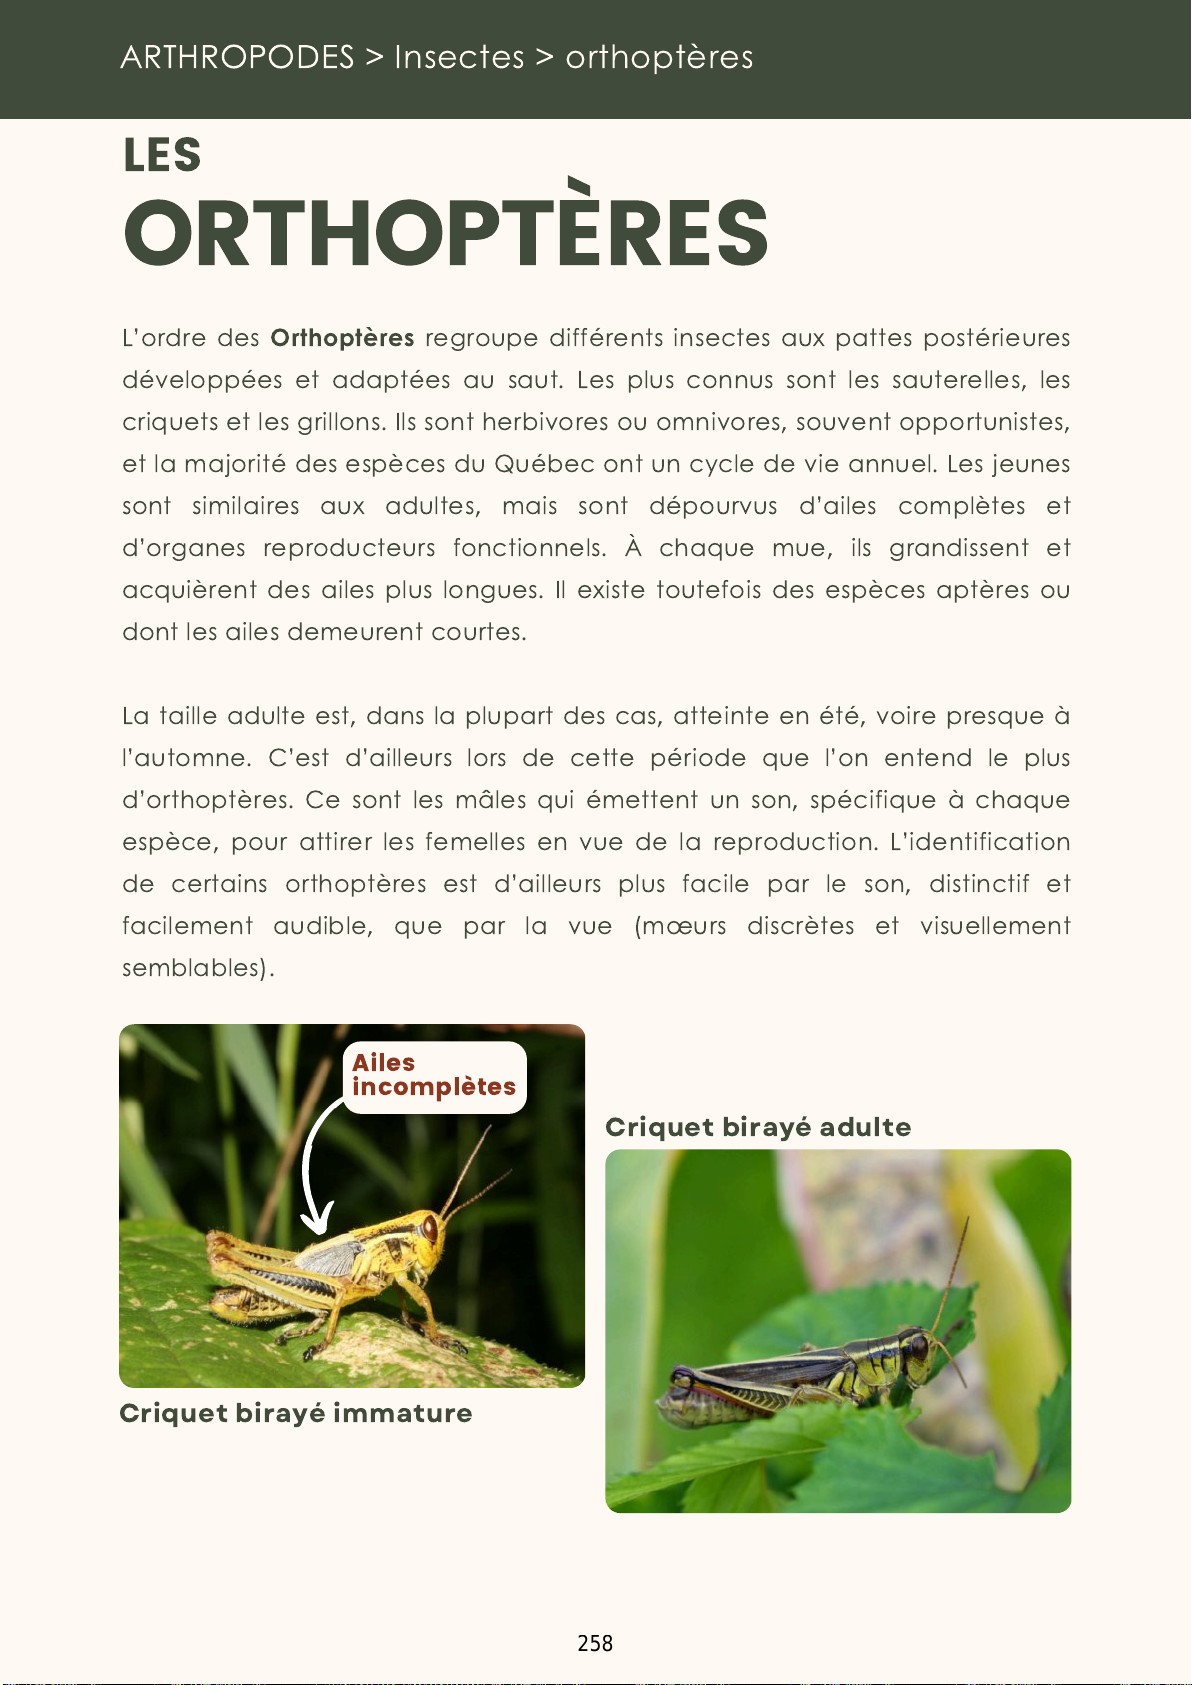 ARTHROPODES > Insectes > orthoptères
LES
ORTHOPTÈRES
L'ordre des Orthoptères regroupe différents insectes aux pattes postérieures
développées et adaptées au saut. Les plus connus sont les sauterelles, les
criquets et les grillons. Ils sont herbivores ou omnivores, souvent opportunistes,
et la majorité des espèces du Québec ont un cycle de vie annuel. Les jeunes
sont similaires aux adultes, mais sont dépourvus d'ailes complètes et
d'organes reproducteurs fonctionnels. À chaque mue, ils grandissent et
acquièrent des ailes plus longues. Il existe toutefois des espèces aptères ou
dont les ailes demeurent courtes.
La taille adulte est, dans la plupart des cas, atteinte en été, voire presque à
l'automne. C'est d'ailleurs lors de cette période que l'on entend le plus
d'orthoptères. Ce sont les mâles qui émettent un son, spécifique à chaque
espèce, pour attirer les femelles en vue de la reproduction. L'identification
de certains orthoptères est d'ailleurs plus facile par le son, distinctif et
facilement audible, que par la vue (mœurs discrètes et visuellement
semblables).
Ailes
incomplètes
Criquet birayé adulte
Criquet birayé immature
258